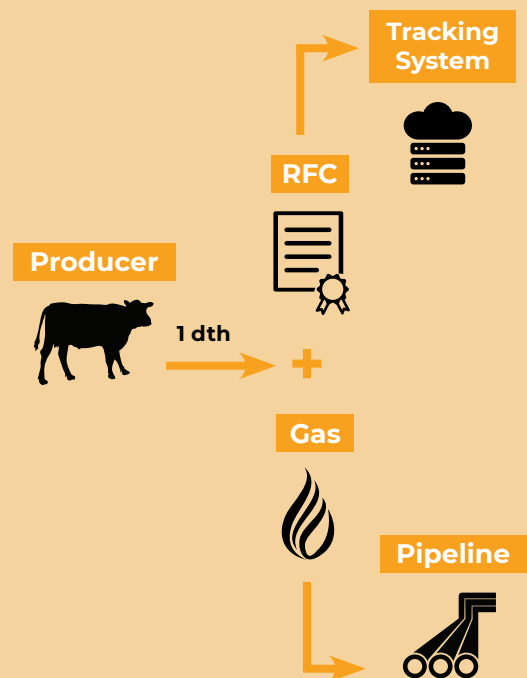 Tracking
System
RFC
Producer
1 dth
+
Gas
Pipeline